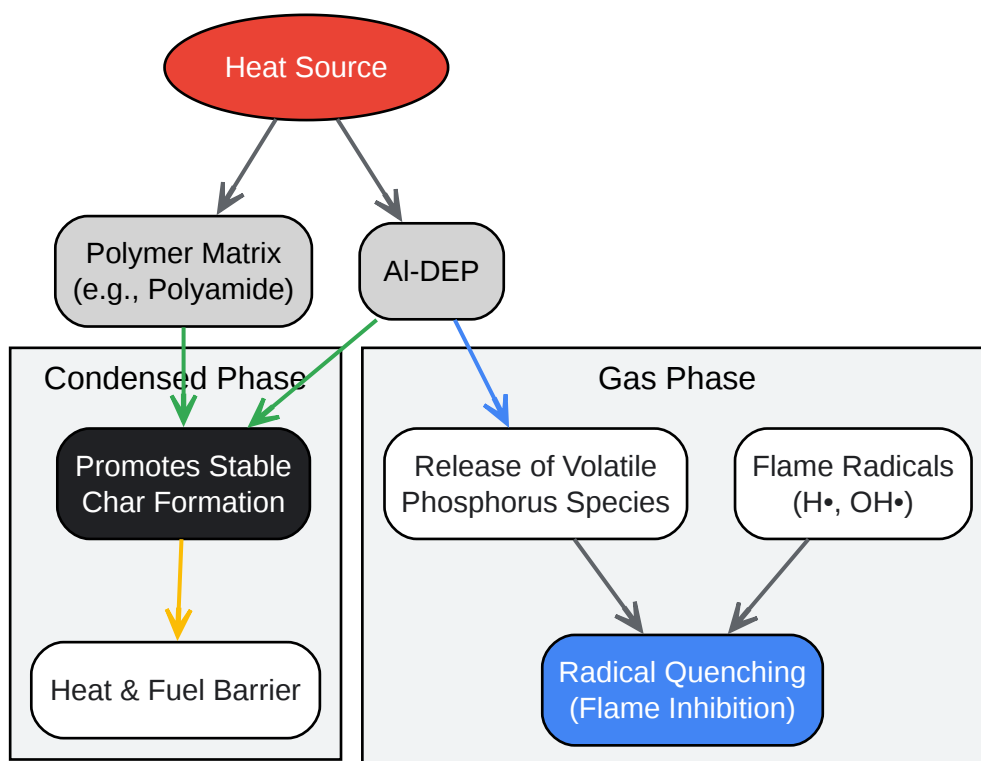 Heat Source
Polymer Matrix
(e.g., Polyamide)
Al-DEP
Condensed Phase
Gas Phase
Promotes Stable
Char Formation
Release of Volatile
Phosphorus Species
Flame Radicals
(H•, OH•)
Heat & Fuel Barrier
Radical Quenching
(Flame Inhibition)